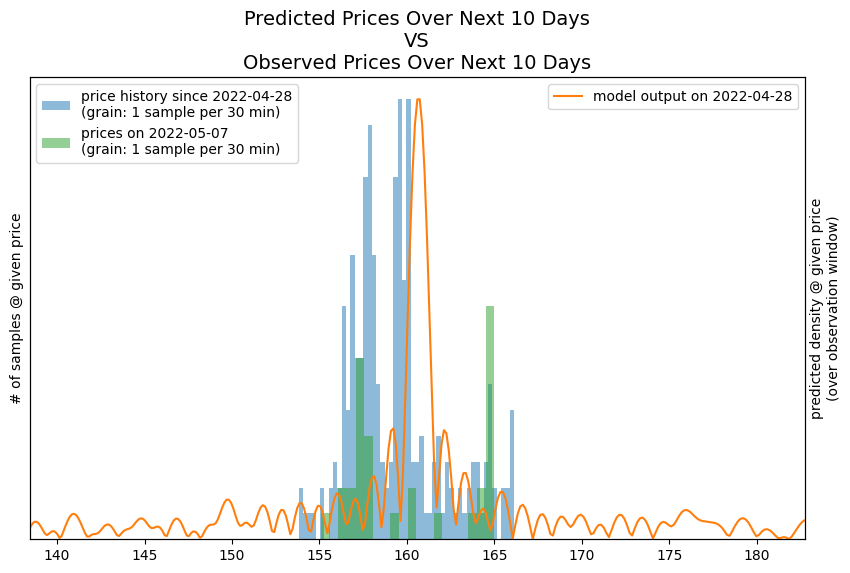 Predicted Prices Over Next 10 Days
VS
Observed Prices Over Next 10 Days
price history since 2022-04-28
(grain: 1 sample per 30 min)
prices on 2022-05-07
(grain: 1 sample per 30 min)
model output on 2022-04-28
# of samples @ given price
predicted density @ given price
(over observation window)
140 145 150 155 160 165 170 175 180